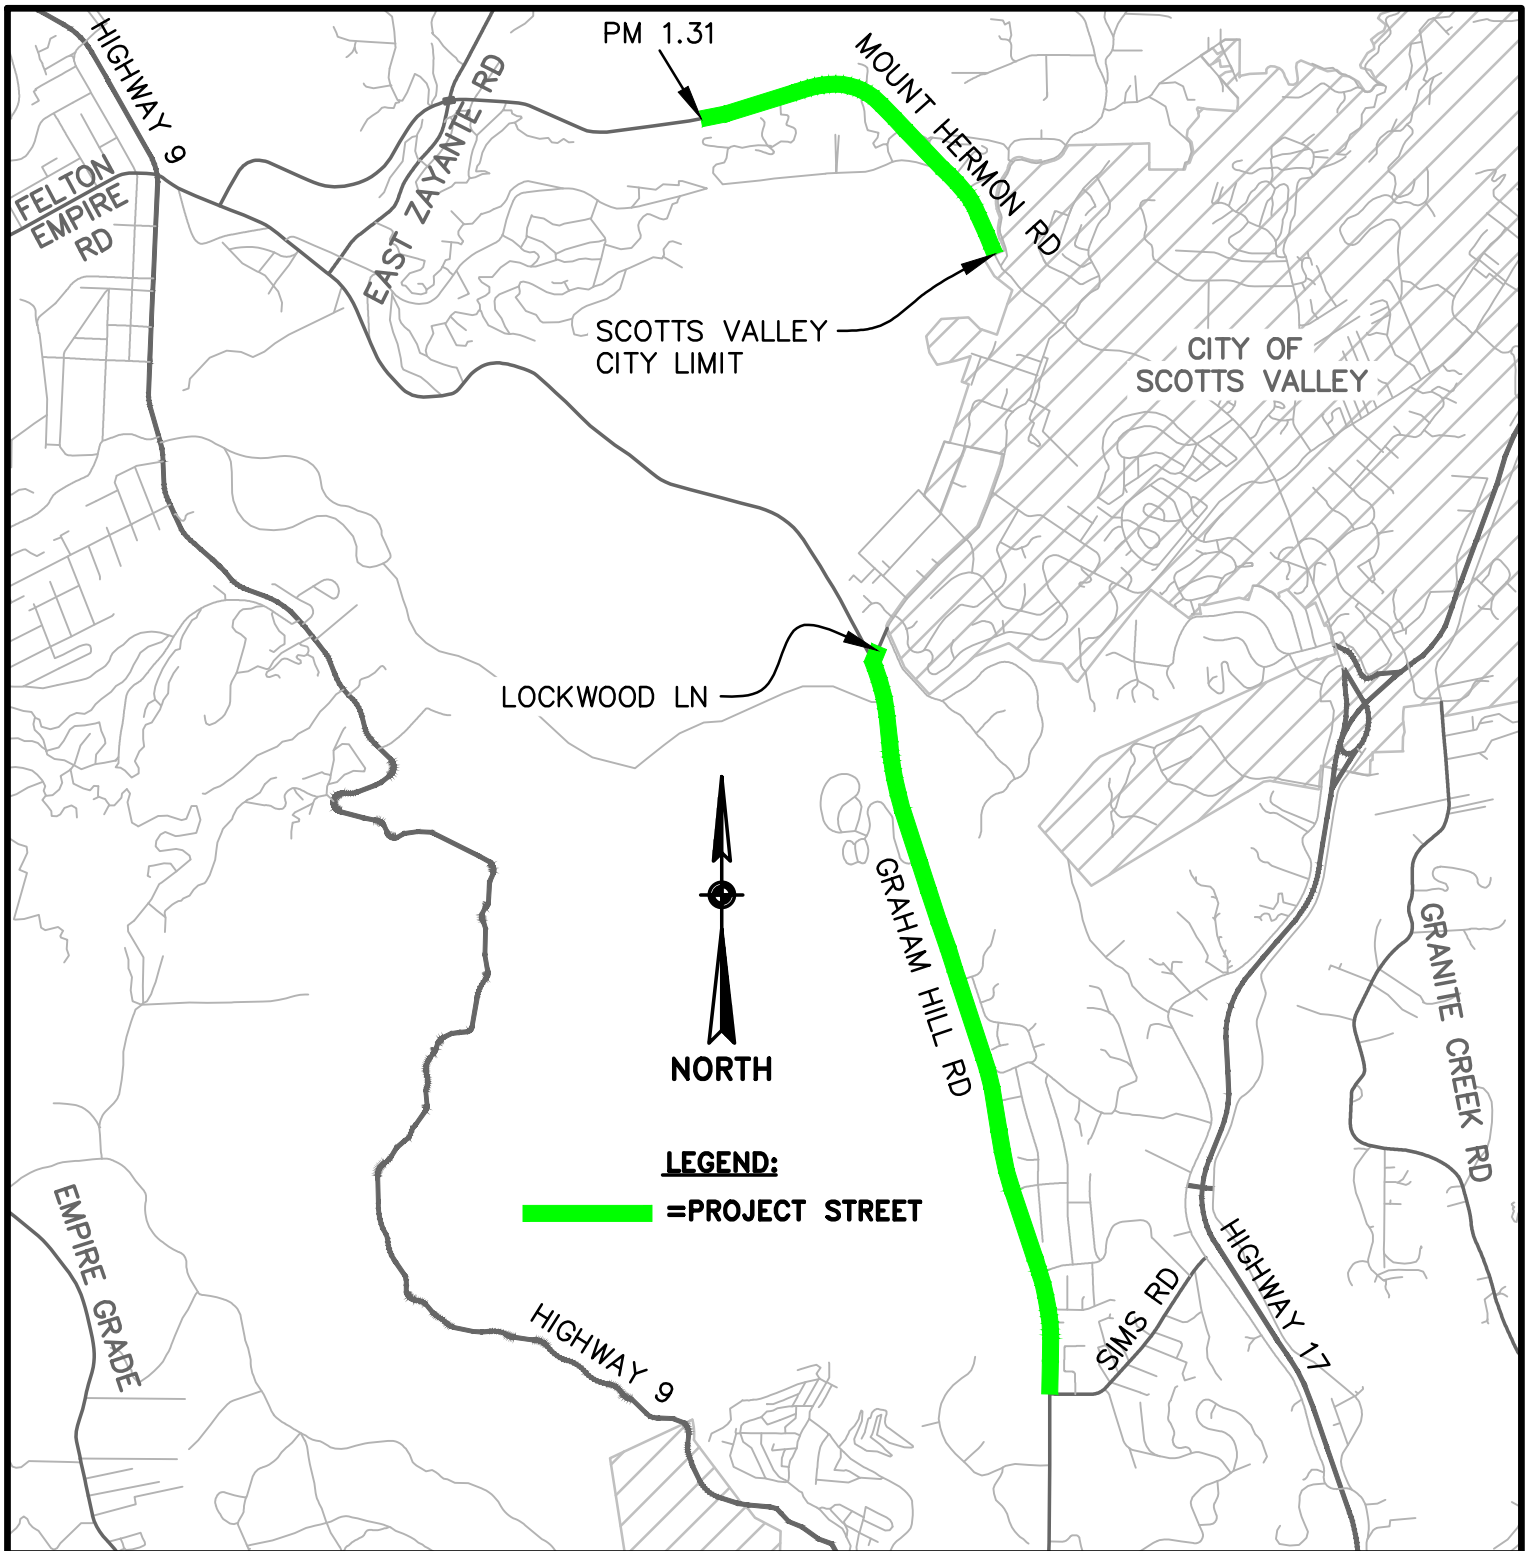 PM 1.31
HIGHWAY 9
MOUNT HERMON RD
EAST ZAYANTE RD
FELTON
EMPIRE
RD
SCOTTS VALLEY
CITY LIMIT
CITY OF
SCOTTS VALLEY
LOCKWOOD LN
GRAHAM HILL RD
GRANITE CREEK RD
NORTH
LEGEND:
=PROJECT STREET
EMPIRE GRADE
HIGHWAY 9
SIMS RD
HIGHWAY 17